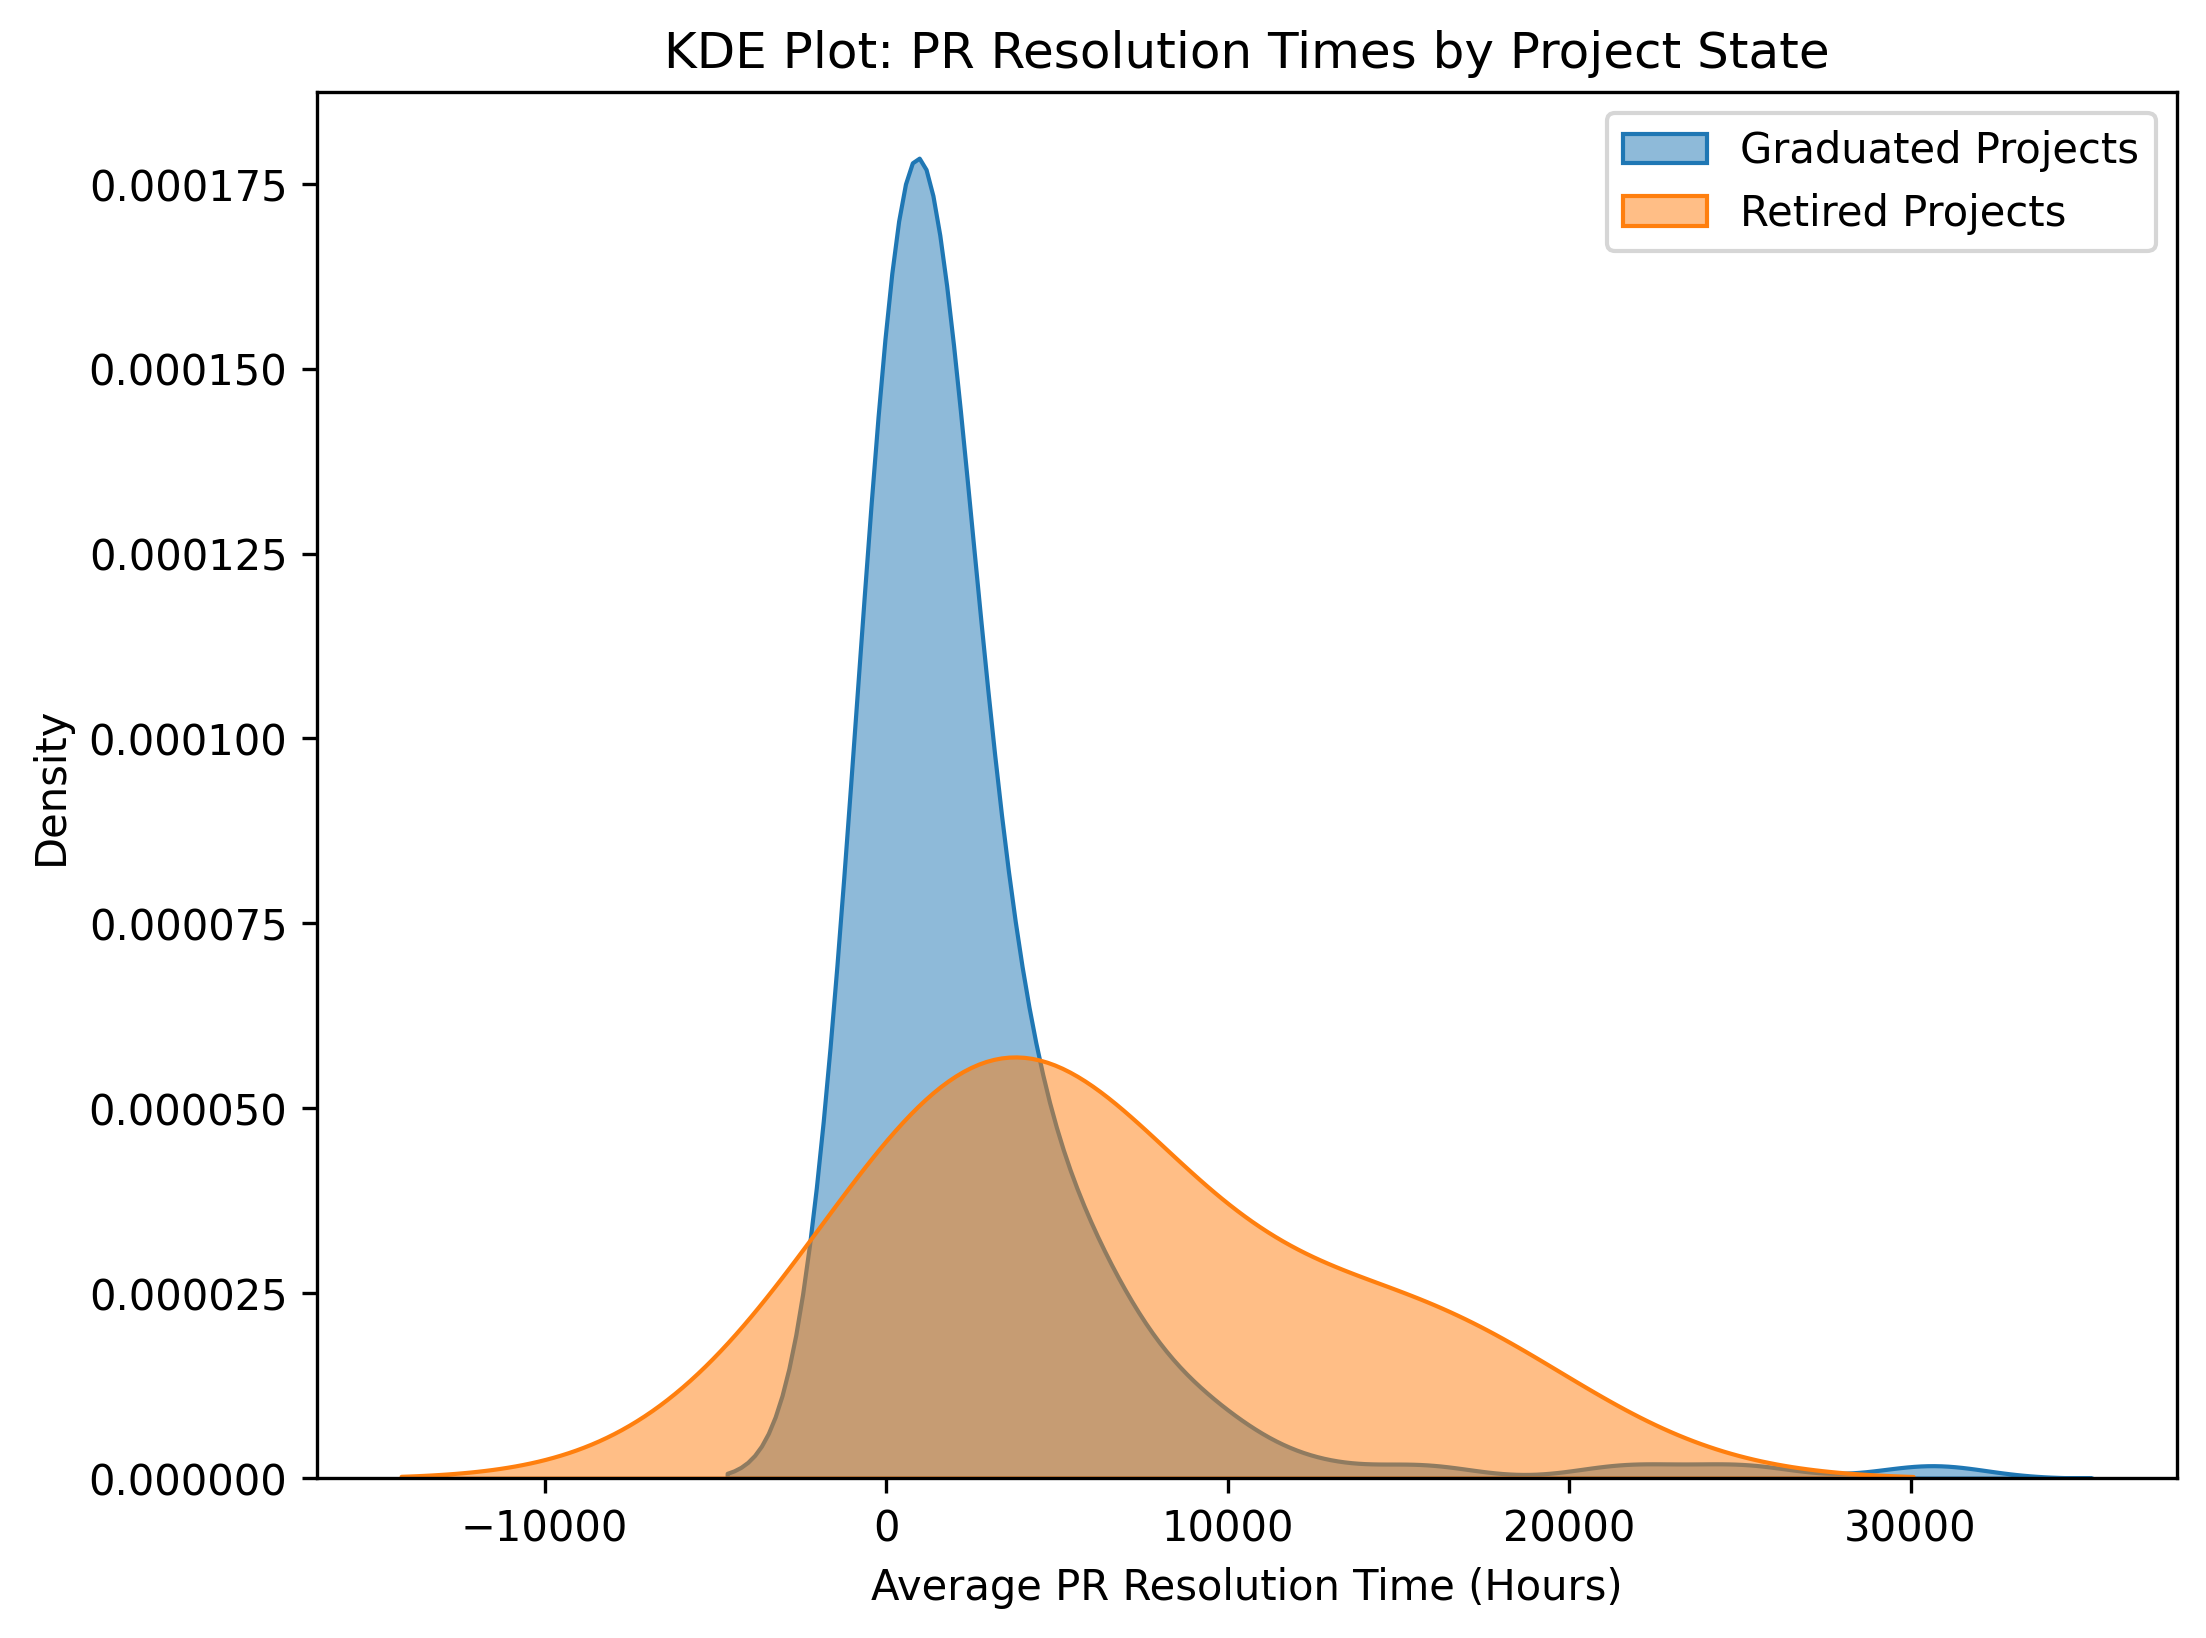 KDE Plot: PR Resolution Times by Project State
Graduated Projects
Retired Projects
Density
0.000175
0.000150
0.000125
0.000100
0.000075
0.000050
0.000025
0.000000
−10000
0
10000
20000
30000
Average PR Resolution Time (Hours)